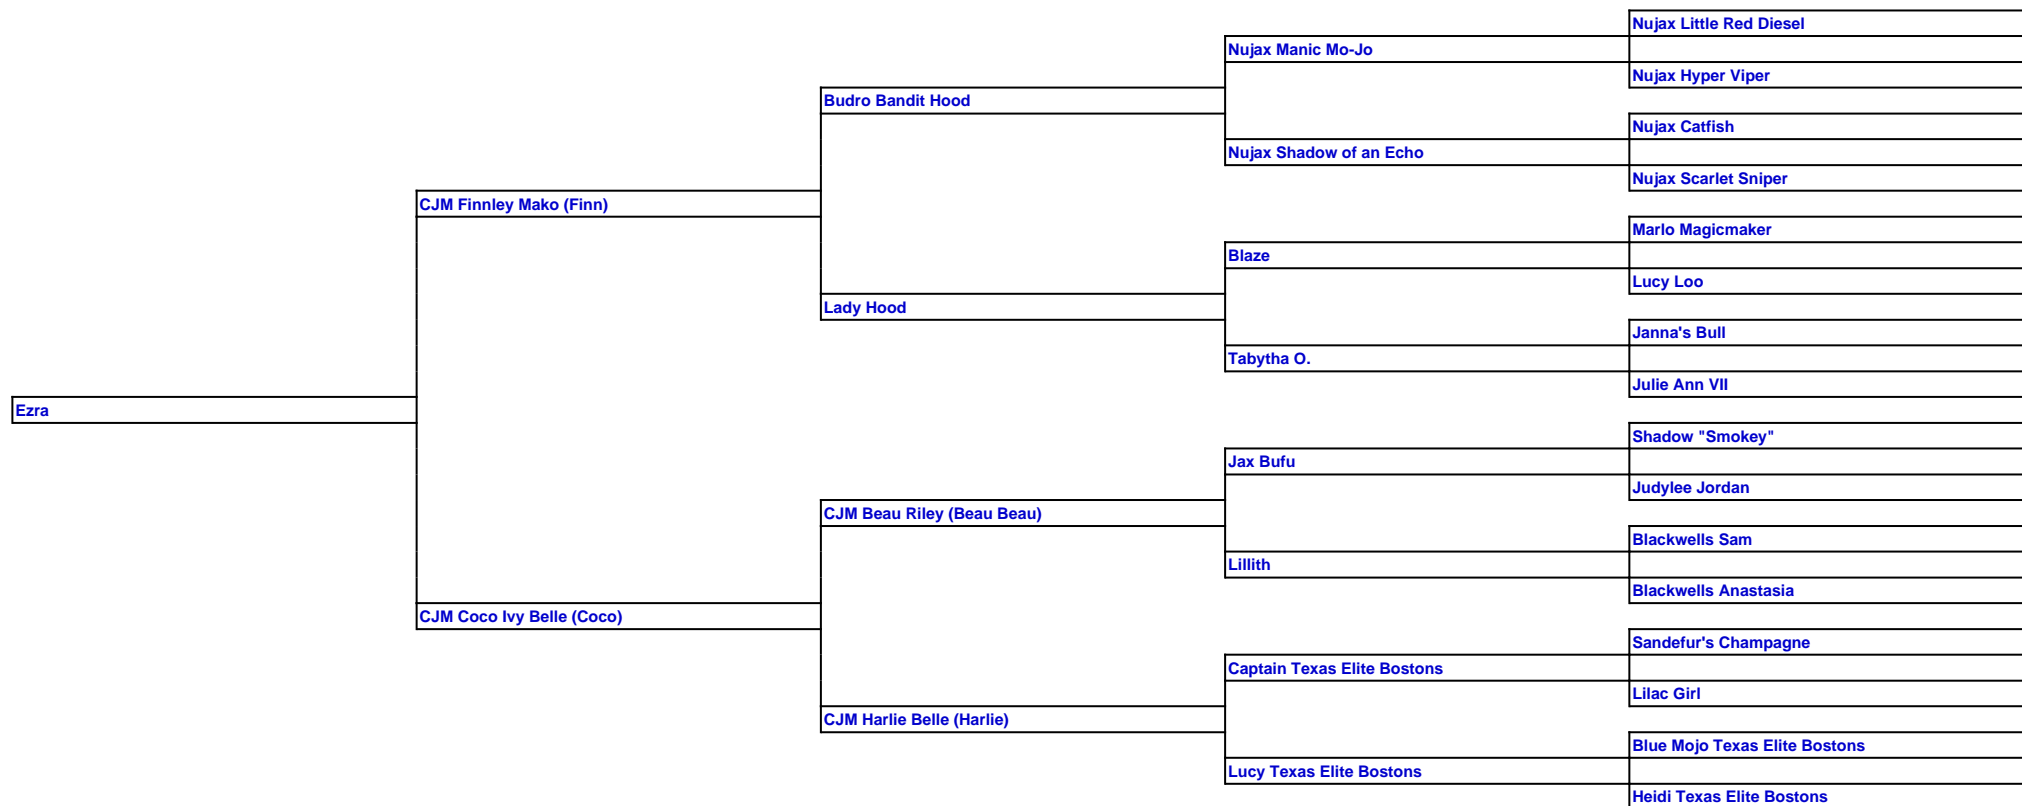 Nujax Little Red Diesel
Nujax Manic Mo-Jo
Nujax Hyper Viper
Budro Bandit Hood
Nujax Catfish
Nujax Shadow of an Echo
Nujax Scarlet Sniper
CJM Finnley Mako (Finn)
Marlo Magicmaker
Blaze
Lucy Loo
Lady Hood
Janna's Bull
Tabytha O.
Julie Ann VII
Ezra
Shadow "Smokey"
Jax Bufu
Judylee Jordan
CJM Beau Riley (Beau Beau)
Blackwells Sam
Lillith
Blackwells Anastasia
CJM Coco Ivy Belle (Coco)
Sandefur's Champagne
Captain Texas Elite Bostons
Lilac Girl
CJM Harlie Belle (Harlie)
Blue Mojo Texas Elite Bostons
Lucy Texas Elite Bostons
Heidi Texas Elite Bostons